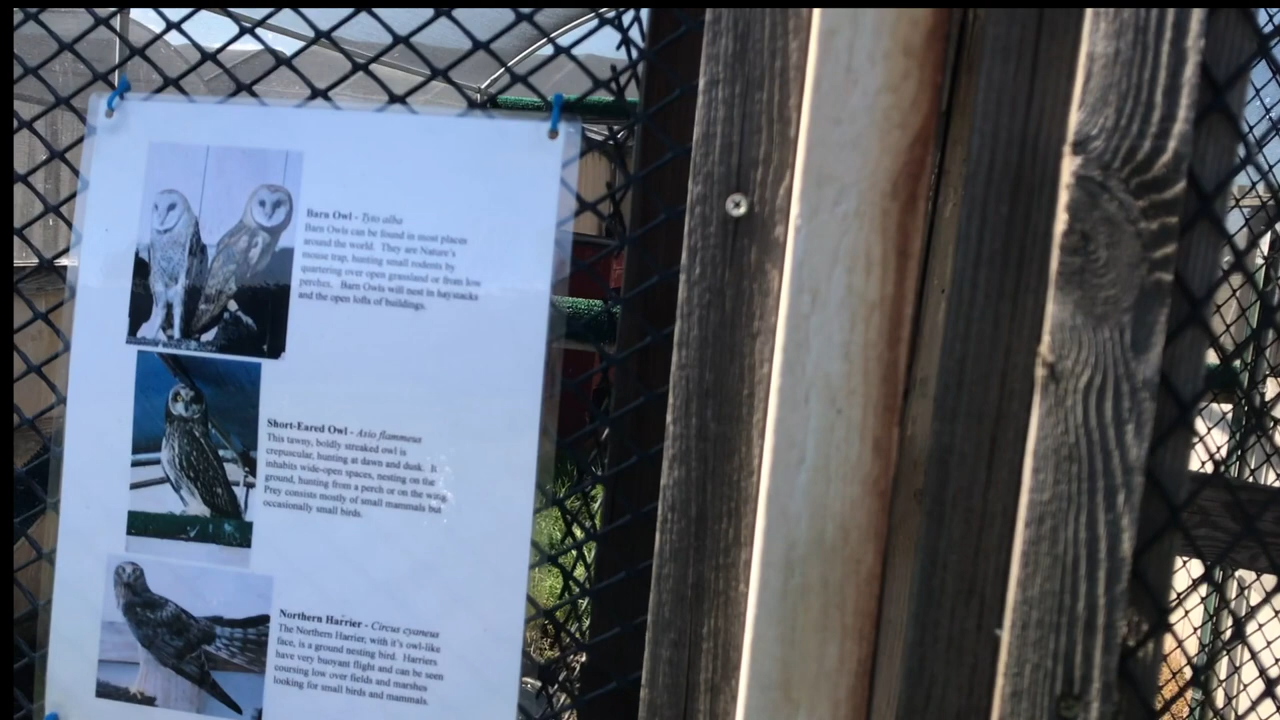 Barn Owl - Tyto alba
Barn Owls can be found in most places
around the world. They are Nature's
mouse trap, hunting small rodents by
quartering over open grassland or from low
perches. Barn Owls will nest in haystacks
and the open lofts of buildings.
Short-Eared Owl - Asio flammeus
This tawny, boldly streaked owl is
crepuscular, hunting at dawn and dusk. It
inhabits wide-open spaces, nesting on the
ground, hunting from a perch or on the wing.
Prey consists mostly of small mammals but
occasionally small birds.
Northern Harrier - Circus cyaneus
The Northern Harrier, with it's owl-like
face, is a ground nesting bird. Harriers
have very buoyant flight and can be seen
coursing low over fields and marshes
looking for small birds and mammals.